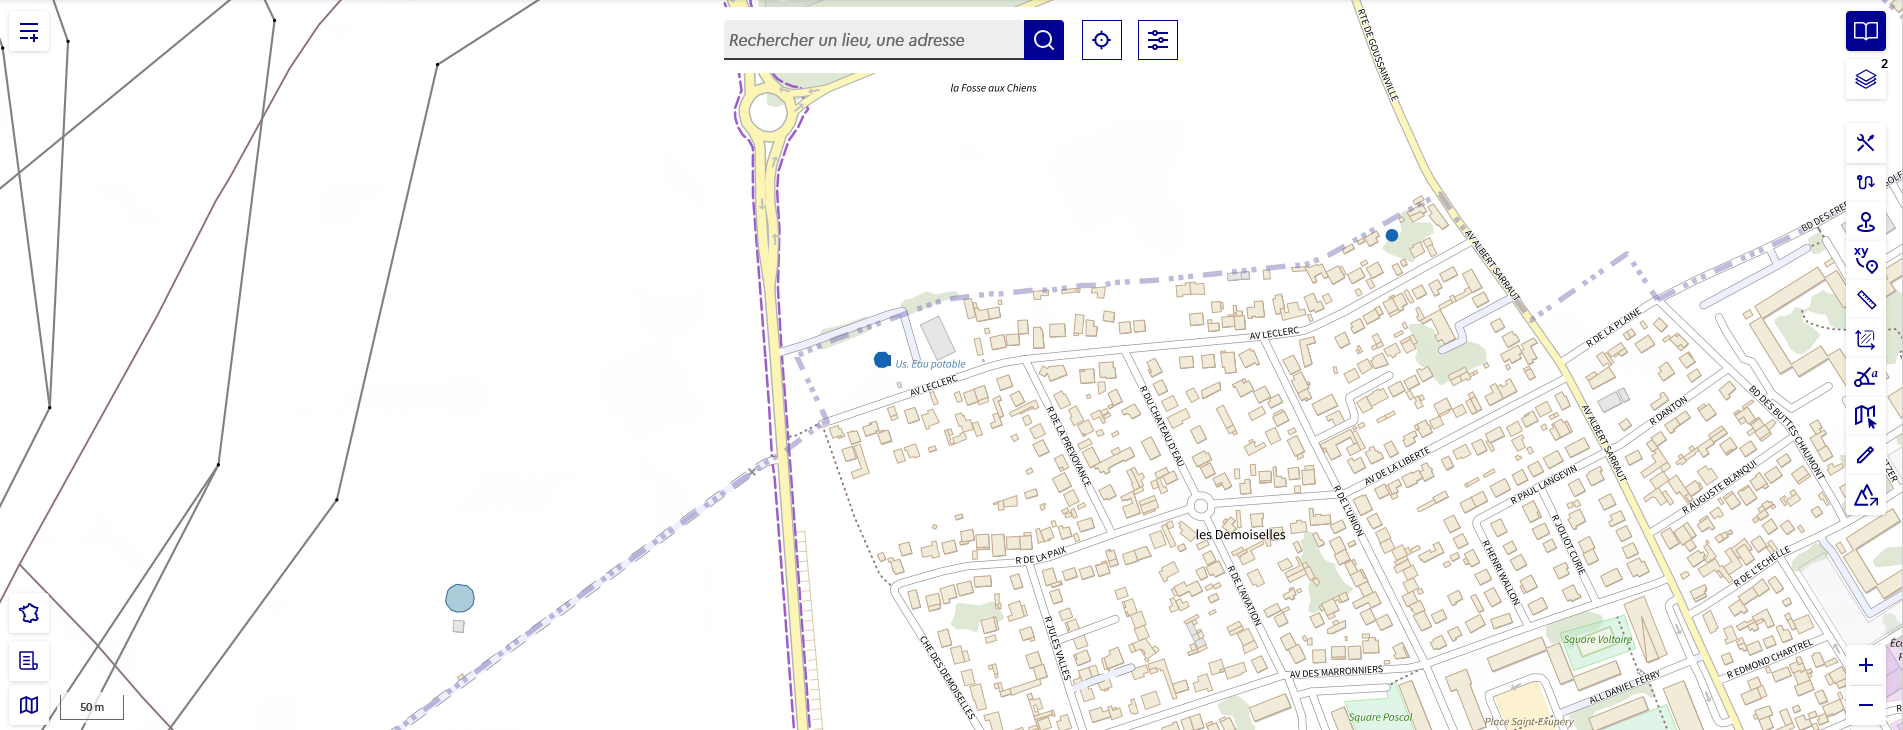 Rechercher un lieu, une adresse
2
la Fosse aux Chiens
RTE DE GOUSSAINVILLE
AV ALBERT SARRAUT
BD DES FRE
R DE LA PLAINE
AV LECLERC
Us. Eau potable
AV LECLERC
R DU CHATEAU D'EAU
R DE LA PREVOYANCE
AV DE LA LIBERTE
R DE L'UNION
R PAUL LANGEVIN
AV ALBERT SARRAUT
R DANTON
BD DES BUTTES CHAUMONT
R AUGUSTE BLANQUI
les Demoiselles
R DE LA PAIX
R JOLIOT CURIE
R HENRI WALLON
R DE L'ECHELLE
R DE L'AVIATION
R JULES VALLES
CHE DES DEMOISELLES
Square Voltaire
R EDMOND CHARTREL
AV DES MARRONNIERS
ALL DANIEL FERRY
Square Pascal
Place Saint-Exupéry
50 m
xy
a